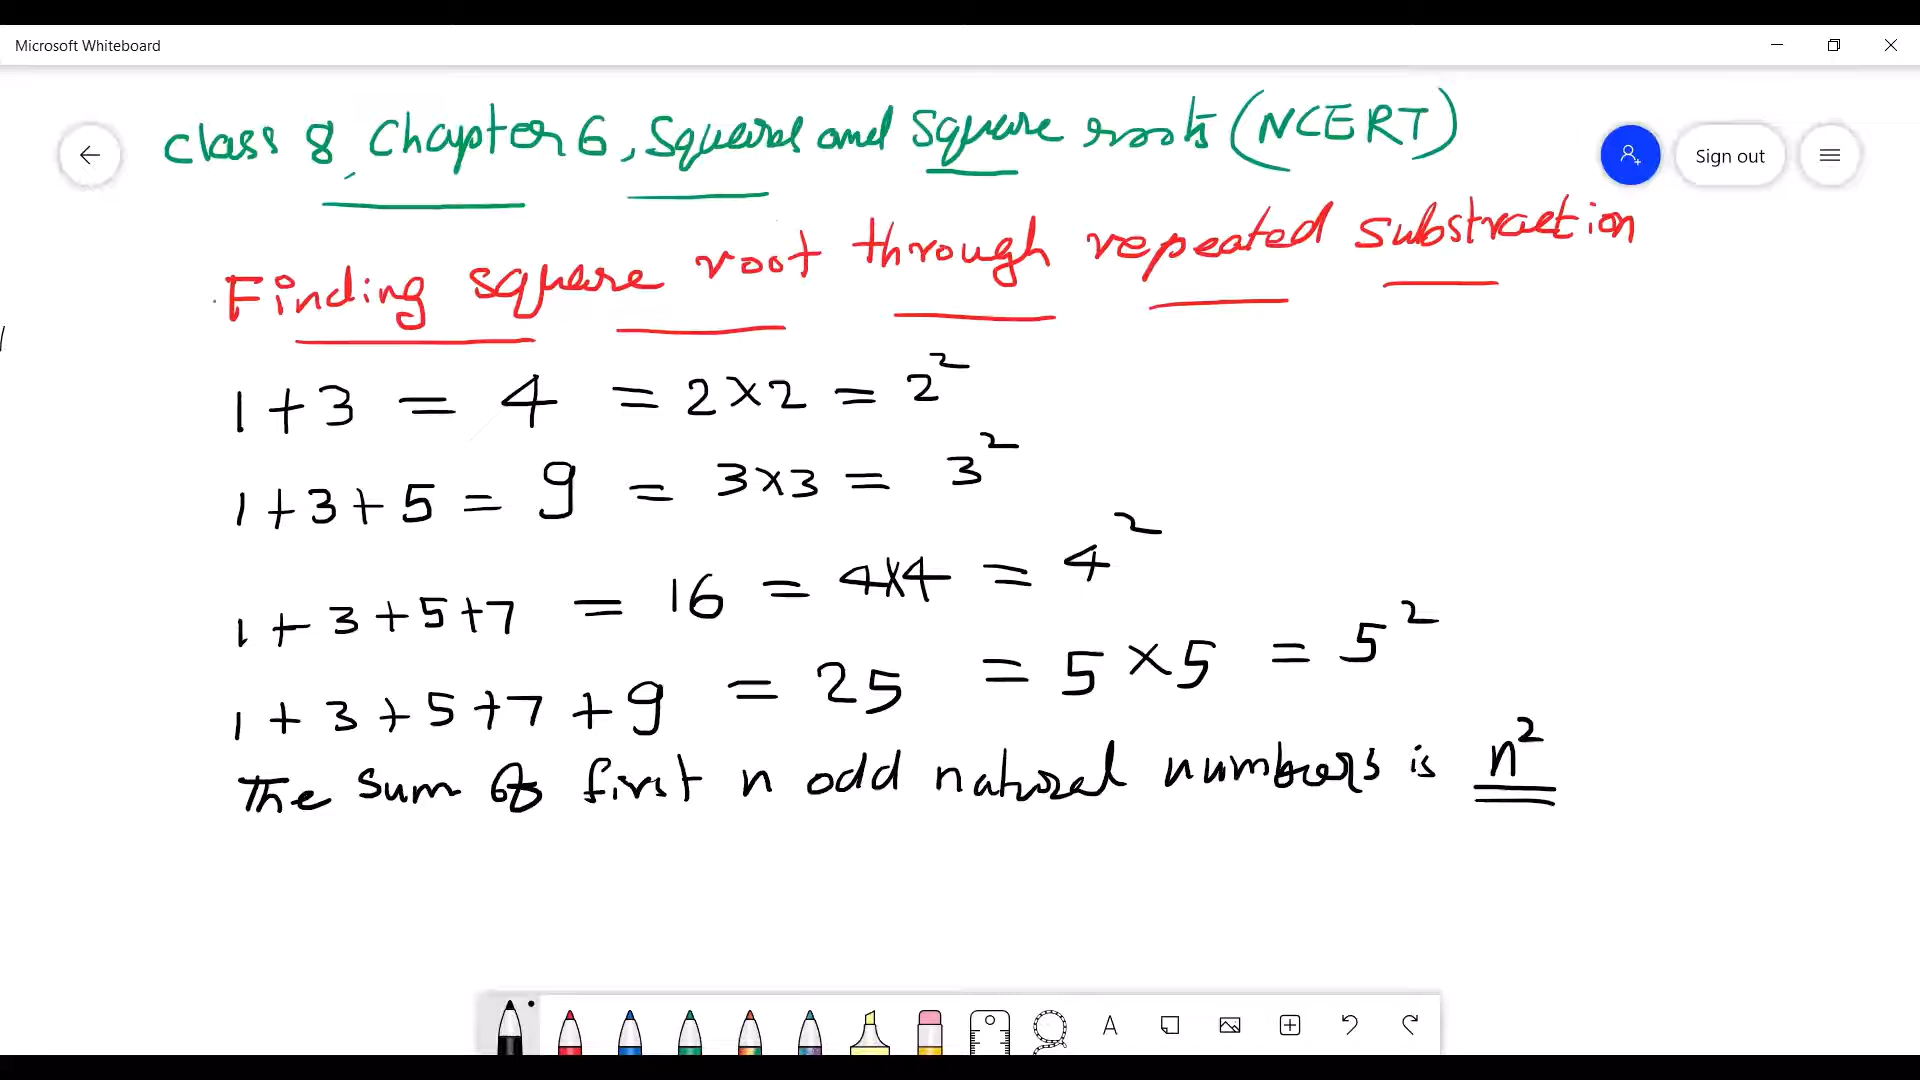 Microsoft Whiteboard
class 8, Chapter 6, Squares and Square roots (NCERT)
Sign out
Finding square root through repeated substraction
1+3 = 4 = 2×2 = 2²
1+3+5 = 9 = 3×3 = 3²
1+3+5+7 = 16 = 4×4 = 4²
1+3+5+7+9 = 25 = 5×5 = 5²
The sum of first n odd natural numbers is n²
A